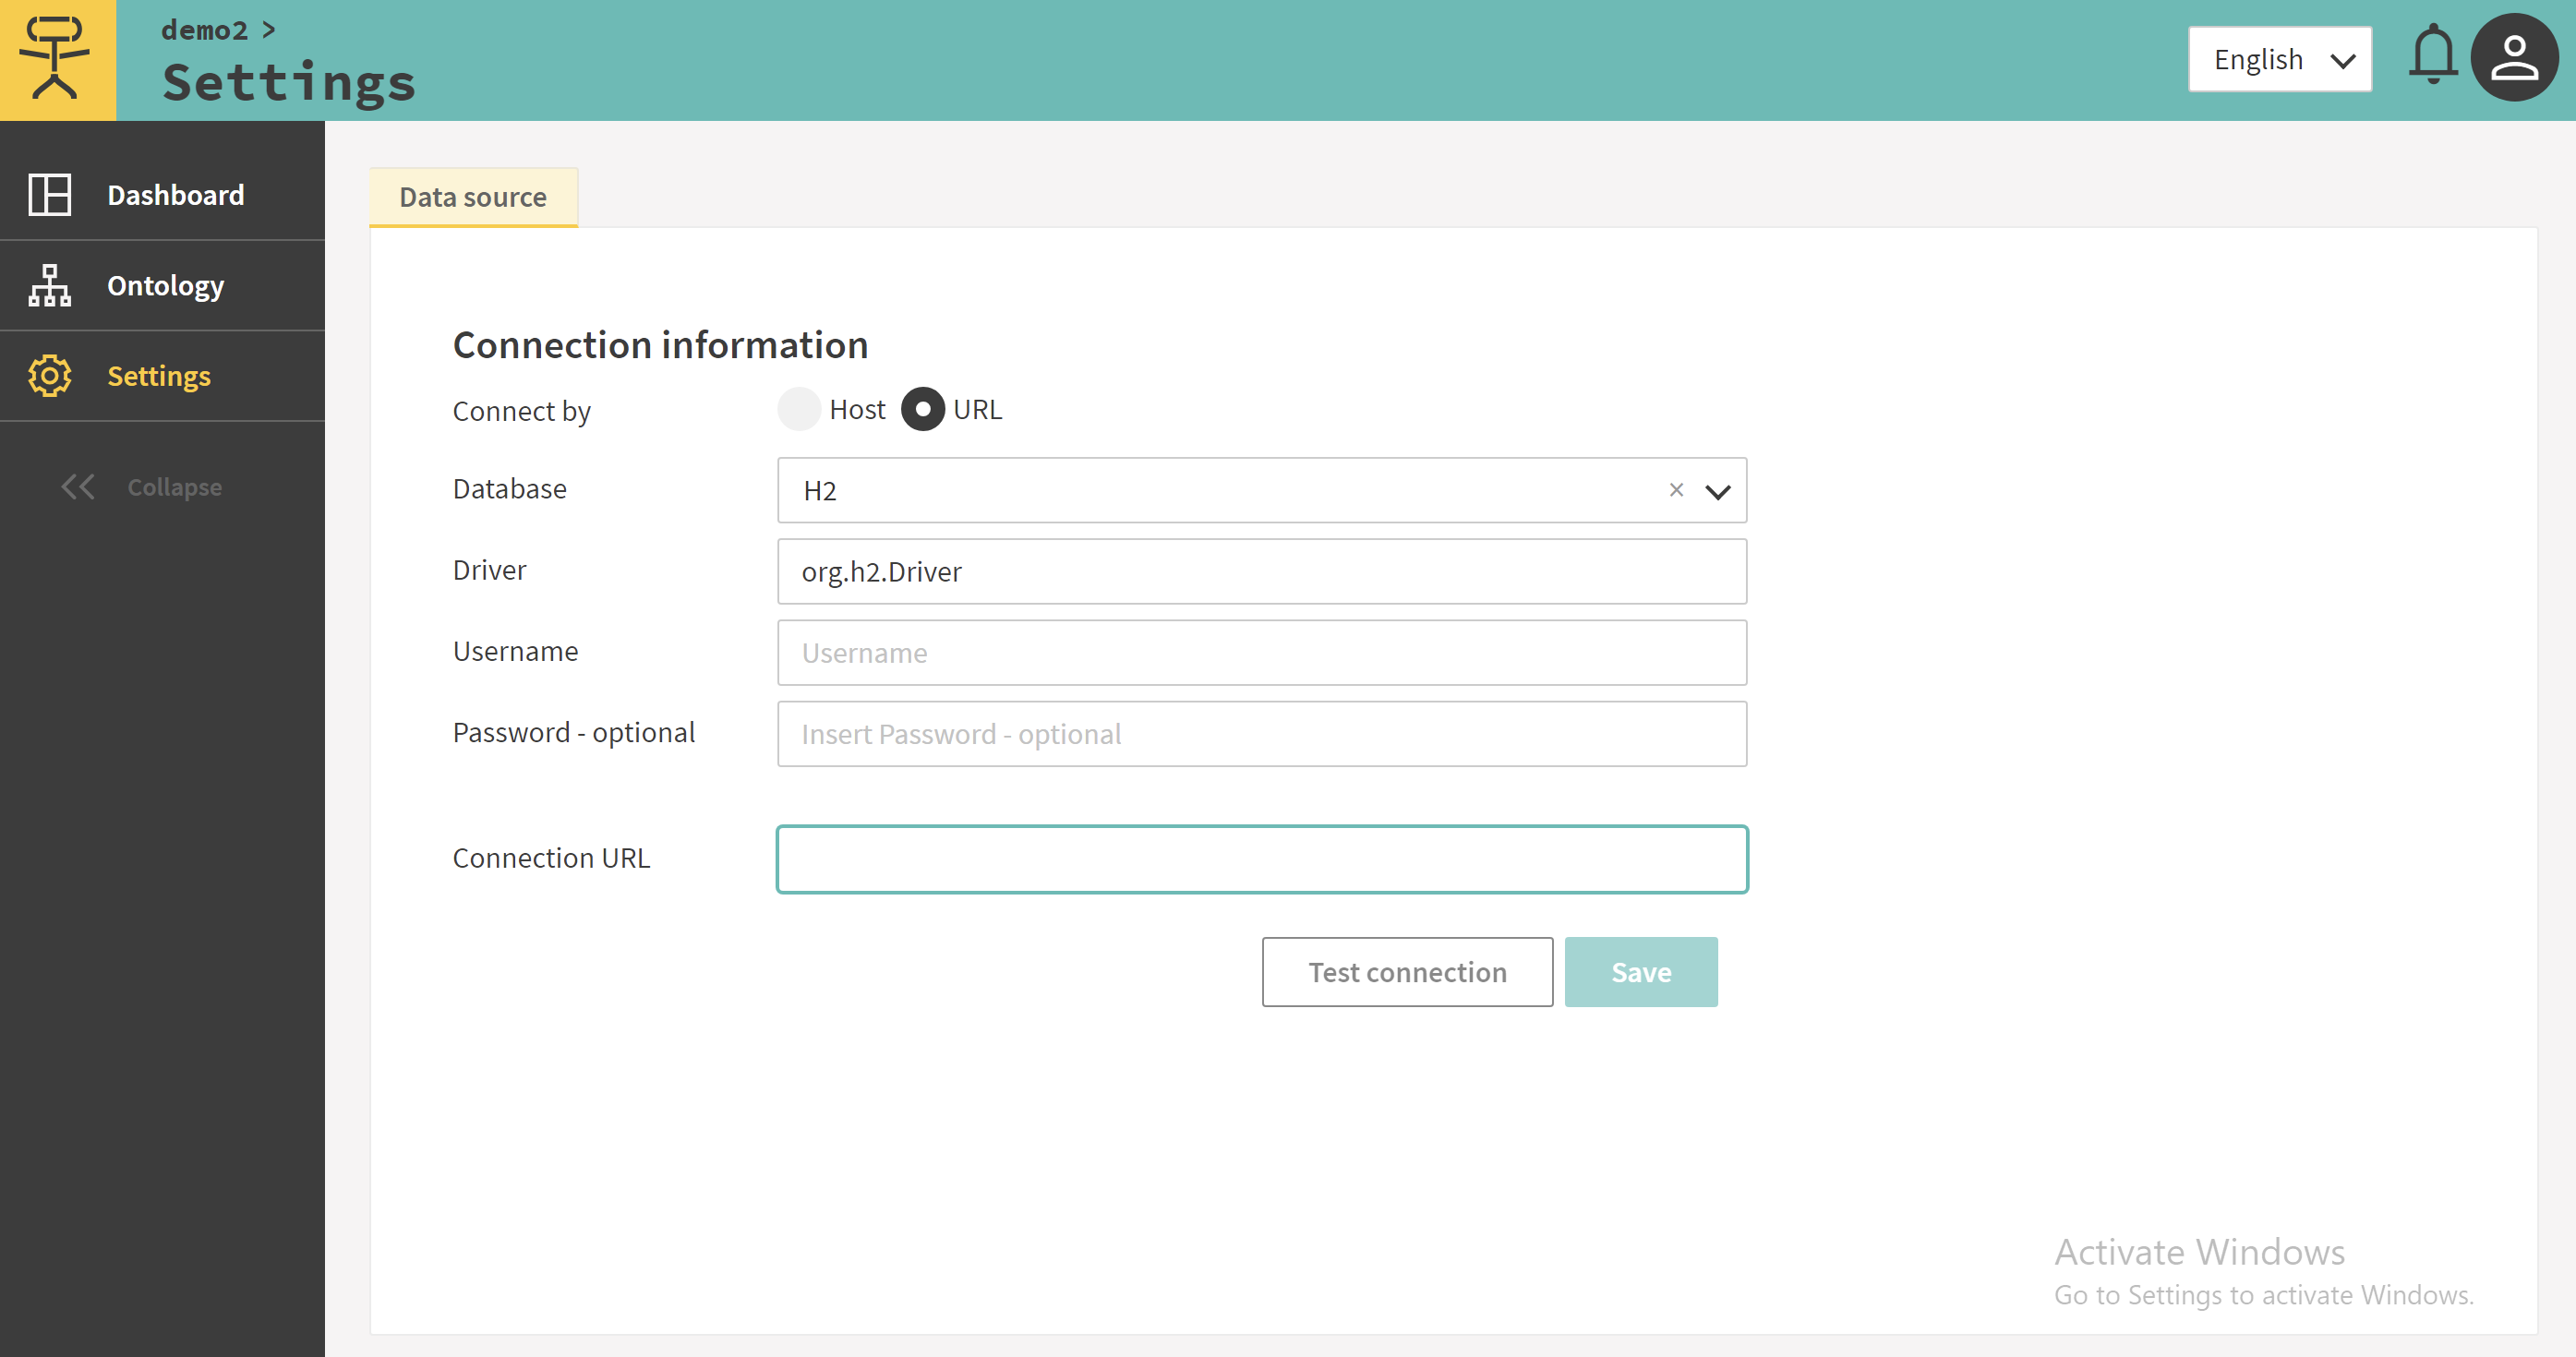 demo2 >
Settings
English
Dashboard
Ontology
Settings
Collapse
Data source
Connection information
Connect by Host URL
Database H2 ×
Driver org.h2.Driver
Username Username
Password - optional Insert Password - optional
Connection URL
Test connection Save
Activate Windows
Go to Settings to activate Windows.